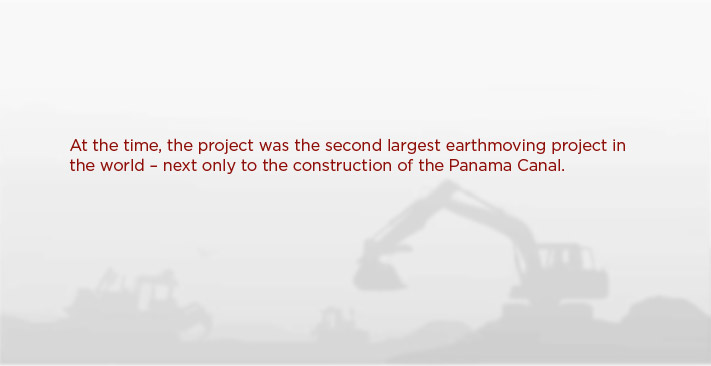 At the time, the project was the second largest earthmoving project in
the world – next only to the construction of the Panama Canal.